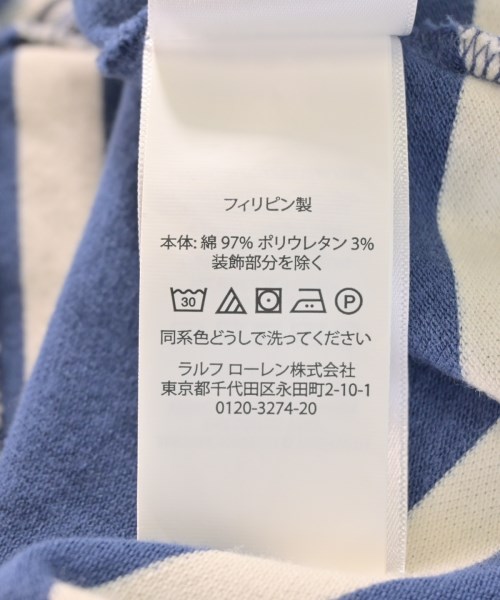 フィリピン製
本体: 綿 97% ポリウレタン 3%
装飾部分を除く
30 P
同系色どうしで洗ってください
ラルフ ローレン株式会社
東京都千代田区永田町2-10-1
0120-3274-20